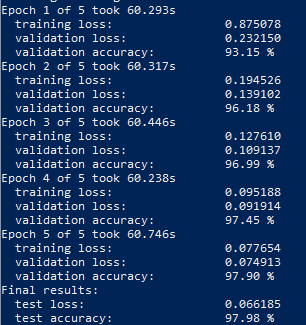 Epoch 1 of 5 took 60.293s
training loss: 0.875078
validation loss: 0.232150
validation accuracy: 93.15 %
Epoch 2 of 5 took 60.317s
training loss: 0.194526
validation loss: 0.139102
validation accuracy: 96.18 %
Epoch 3 of 5 took 60.446s
training loss: 0.127610
validation loss: 0.109137
validation accuracy: 96.99 %
Epoch 4 of 5 took 60.238s
training loss: 0.095188
validation loss: 0.091914
validation accuracy: 97.45 %
Epoch 5 of 5 took 60.746s
training loss: 0.077654
validation loss: 0.074913
validation accuracy: 97.90 %
Final results:
test loss: 0.066185
test accuracy: 97.98 %